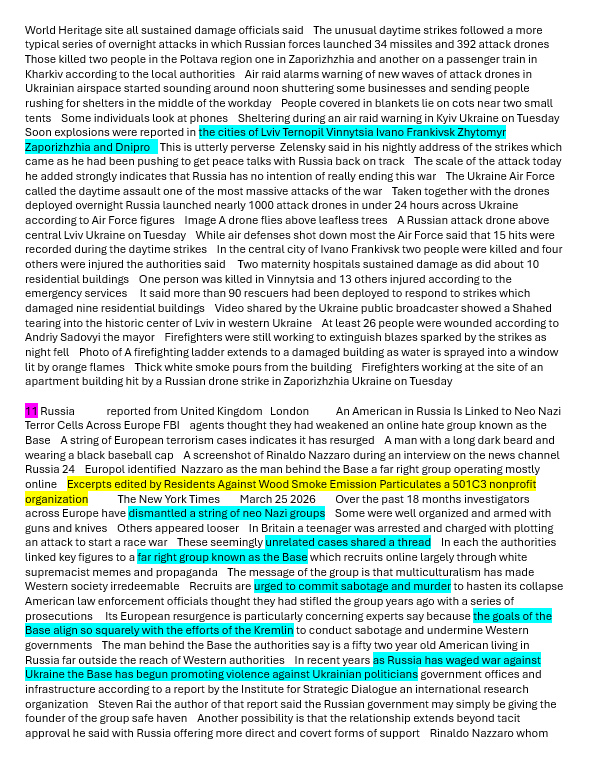 World Heritage site all sustained damage officials said The unusual daytime strikes followed a more
typical series of overnight attacks in which Russian forces launched 34 missiles and 392 attack drones
Those killed two people in the Poltava region one in Zaporizhzhia and another on a passenger train in
Kharkiv according to the local authorities Air raid alarms warning of new waves of attack drones in
Ukrainian airspace started sounding around noon shuttering some businesses and sending people
rushing for shelters in the middle of the workday People covered in blankets lie on cots near two small
tents Some individuals look at phones Sheltering during an air raid warning in Kyiv Ukraine on Tuesday
Soon explosions were reported in the cities of Lviv Ternopil Vinnytsia Ivano Frankivsk Zhytomyr
Zaporizhzhia and Dnipro This is utterly perverse Zelensky said in his nightly address of the strikes which
came as he had been pushing to get peace talks with Russia back on track The scale of the attack today
he added strongly indicates that Russia has no intention of really ending this war The Ukraine Air Force
called the daytime assault one of the most massive attacks of the war Taken together with the drones
deployed overnight Russia launched nearly 1000 attack drones in under 24 hours across Ukraine
according to Air Force figures Image A drone flies above leafless trees A Russian attack drone above
central Lviv Ukraine on Tuesday While air defenses shot down most the Air Force said that 15 hits were
recorded during the daytime strikes In the central city of Ivano Frankivsk two people were killed and four
others were injured the authorities said Two maternity hospitals sustained damage as did about 10
residential buildings One person was killed in Vinnytsia and 13 others injured according to the
emergency services It said more than 90 rescuers had been deployed to respond to strikes which
damaged nine residential buildings Video shared by the Ukraine public broadcaster showed a Shahed
tearing into the historic center of Lviv in western Ukraine At least 26 people were wounded according to
Andriy Sadovyi the mayor Firefighters were still working to extinguish blazes sparked by the strikes as
night fell Photo of A firefighting ladder extends to a damaged building as water is sprayed into a window
lit by orange flames Thick white smoke pours from the building Firefighters working at the site of an
apartment building hit by a Russian drone strike in Zaporizhzhia Ukraine on Tuesday
11 Russia reported from United Kingdom London An American in Russia Is Linked to Neo Nazi
Terror Cells Across Europe FBI agents thought they had weakened an online hate group known as the
Base A string of European terrorism cases indicates it has resurged A man with a long dark beard and
wearing a black baseball cap A screenshot of Rinaldo Nazzaro during an interview on the news channel
Russia 24 Europol identified Nazzaro as the man behind the Base a far right group operating mostly
online Excerpts edited by Residents Against Wood Smoke Emission Particulates a 501C3 nonprofit
organization The New York Times March 25 2026 Over the past 18 months investigators
across Europe have dismantled a string of neo Nazi groups Some were well organized and armed with
guns and knives Others appeared looser In Britain a teenager was arrested and charged with plotting
an attack to start a race war These seemingly unrelated cases shared a thread In each the authorities
linked key figures to a far right group known as the Base which recruits online largely through white
supremacist memes and propaganda The message of the group is that multiculturalism has made
Western society irredeemable Recruits are urged to commit sabotage and murder to hasten its collapse
American law enforcement officials thought they had stifled the group years ago with a series of
prosecutions Its European resurgence is particularly concerning experts say because the goals of the
Base align so squarely with the efforts of the Kremlin to conduct sabotage and undermine Western
governments The man behind the Base the authorities say is a fifty two year old American living in
Russia far outside the reach of Western authorities In recent years as Russia has waged war against
Ukraine the Base has begun promoting violence against Ukrainian politicians government offices and
infrastructure according to a report by the Institute for Strategic Dialogue an international research
organization Steven Rai the author of that report said the Russian government may simply be giving the
founder of the group safe haven Another possibility is that the relationship extends beyond tacit
approval he said with Russia offering more direct and covert forms of support Rinaldo Nazzaro whom